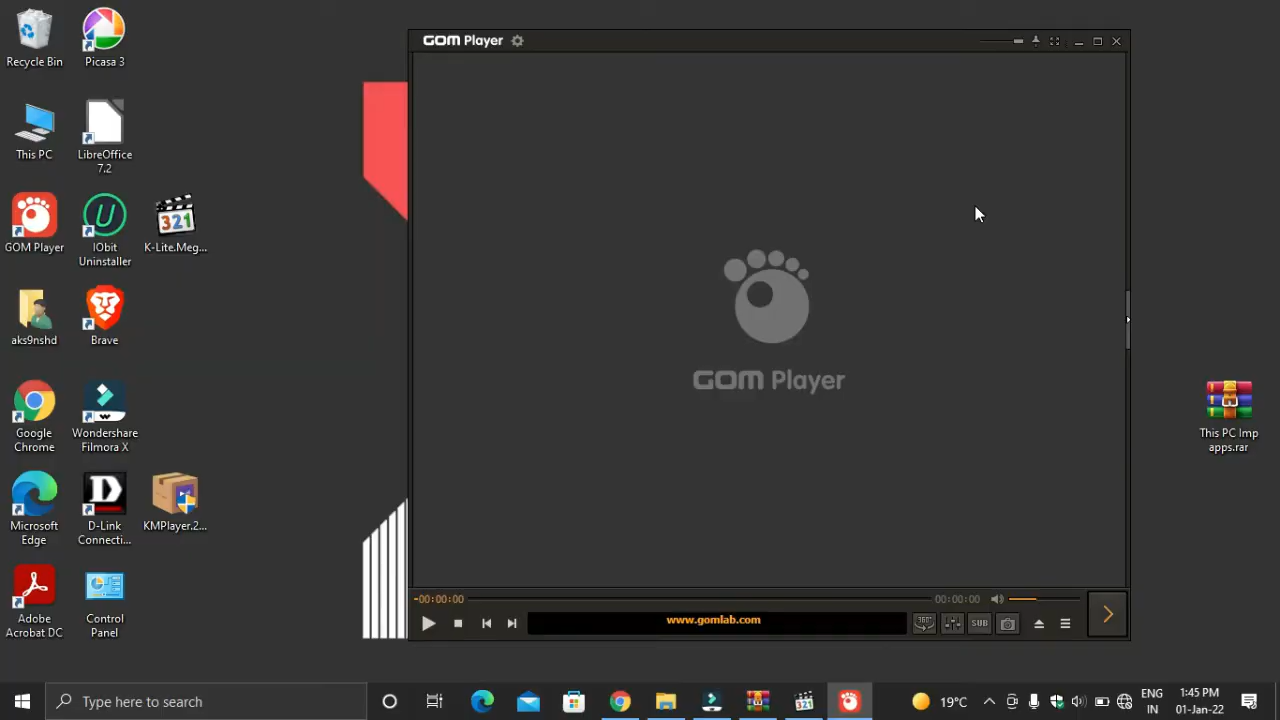 Recycle Bin
Picasa 3
This PC
LibreOffice
7.2
GOM Player
IObit
Uninstaller
321
K-Lite.Meg...
aks9nshd
Brave
Google
Chrome
Wondershare
Filmora X
Microsoft
Edge
D-Link
Connecti...
KMPlayer.2...
Adobe
Acrobat DC
Control
Panel
GOM Player
GOM Player
-00:00:00
00:00:00
www.gomlab.com
360°
SUB
This PC Imp
apps.rar
Type here to search
321
19°C
ENG
IN
1:45 PM
01-Jan-22